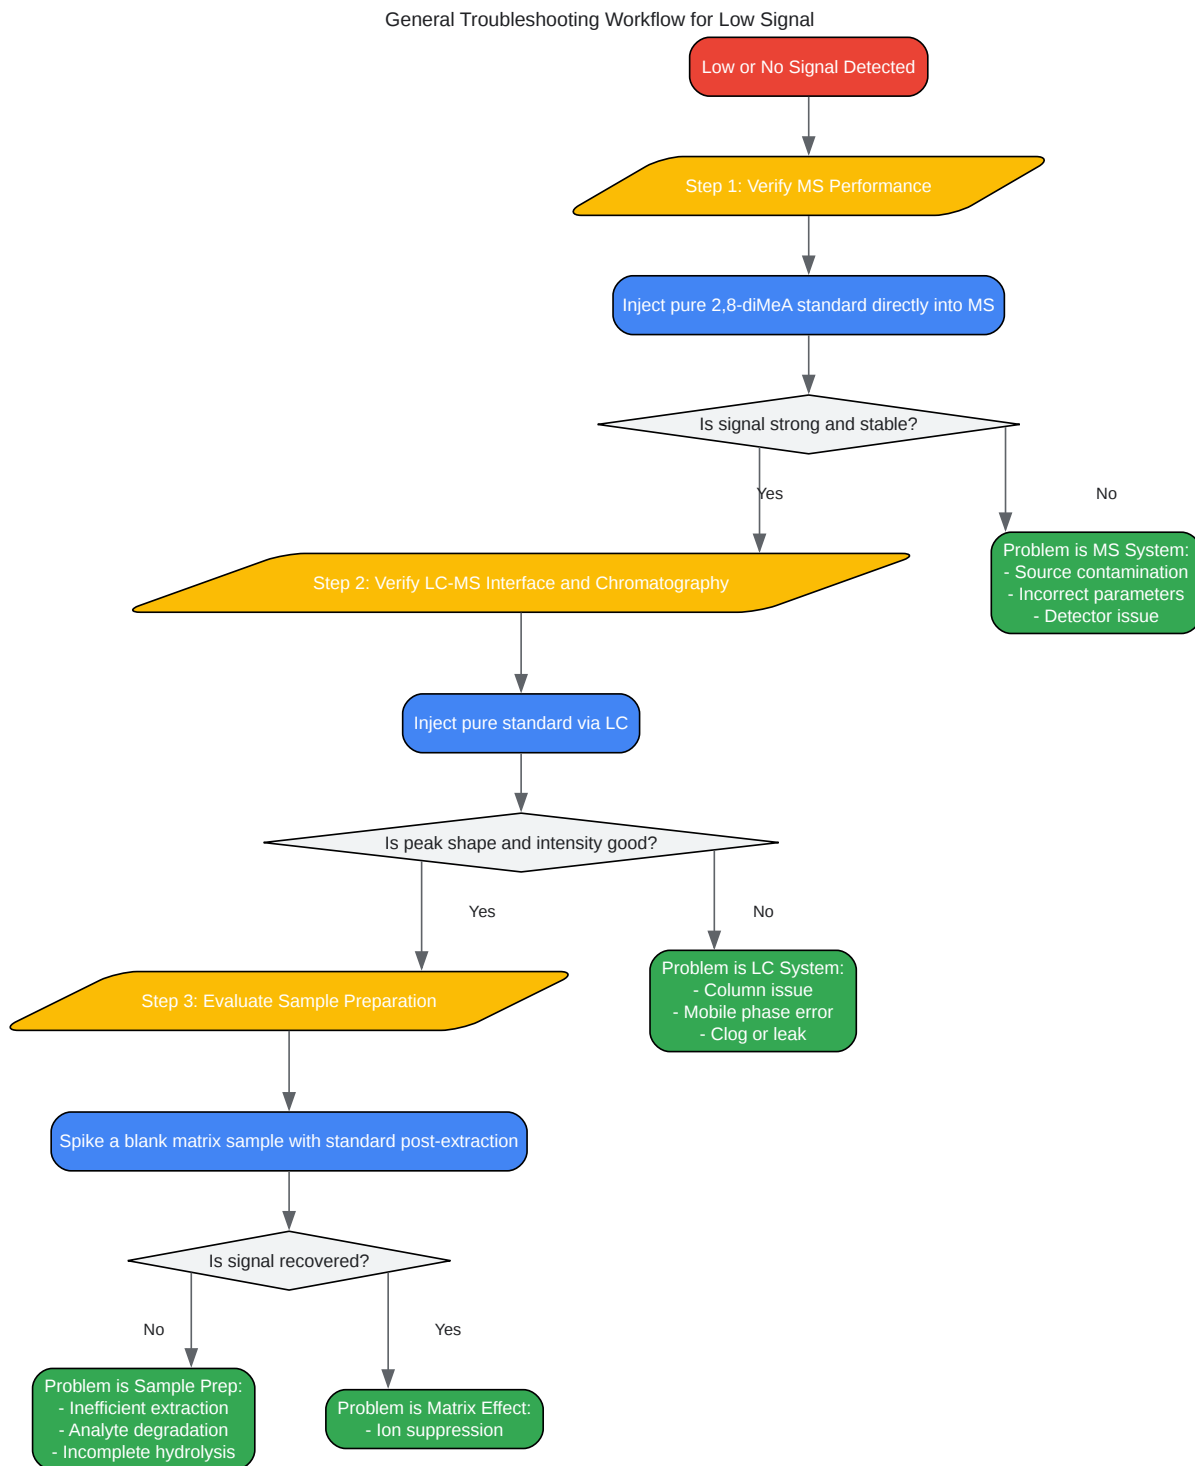 General Troubleshooting Workflow for Low Signal
Low or No Signal Detected
Step 1: Verify MS Performance
Inject pure 2,8-diMeA standard directly into MS
Is signal strong and stable?
Yes
No
Problem is MS System:
- Source contamination
- Incorrect parameters
- Detector issue
Step 2: Verify LC-MS Interface and Chromatography
Inject pure standard via LC
Is peak shape and intensity good?
Yes
No
Problem is LC System:
- Column issue
- Mobile phase error
- Clog or leak
Step 3: Evaluate Sample Preparation
Spike a blank matrix sample with standard post-extraction
Is signal recovered?
No
Yes
Problem is Sample Prep:
- Inefficient extraction
- Analyte degradation
- Incomplete hydrolysis
Problem is Matrix Effect:
- Ion suppression